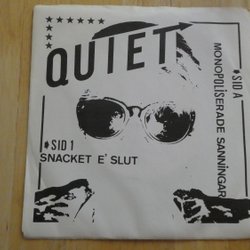 QUIET
SID A
MONOPOLISERADE SANNINGAR
SID 1
SNACKET E' SLUT